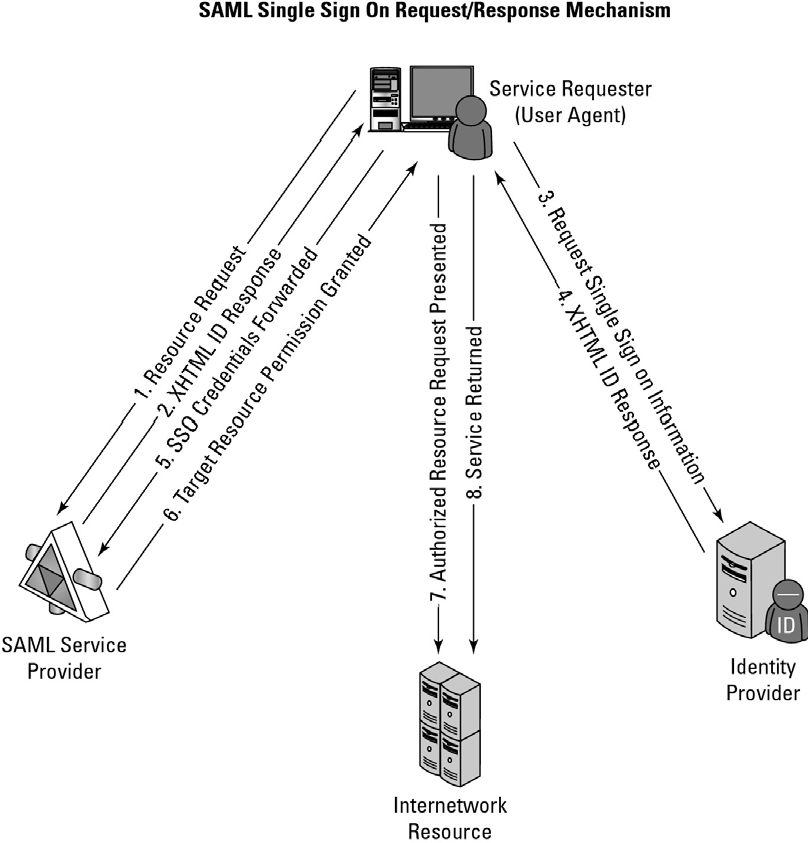 SAML Single Sign On Request/Response Mechanism
Service Requester
(User Agent)
1. Resource Request
2. XHTML ID Response
5. SSO Credentials Forwarded
6. Target Resource Permission Granted
7. Authorized Resource Request Presented
8. Service Returned
3. Request Single Sign on Information
4. XHTML ID Response
SAML Service
Provider
ID
Identity
Provider
Internetwork
Resource